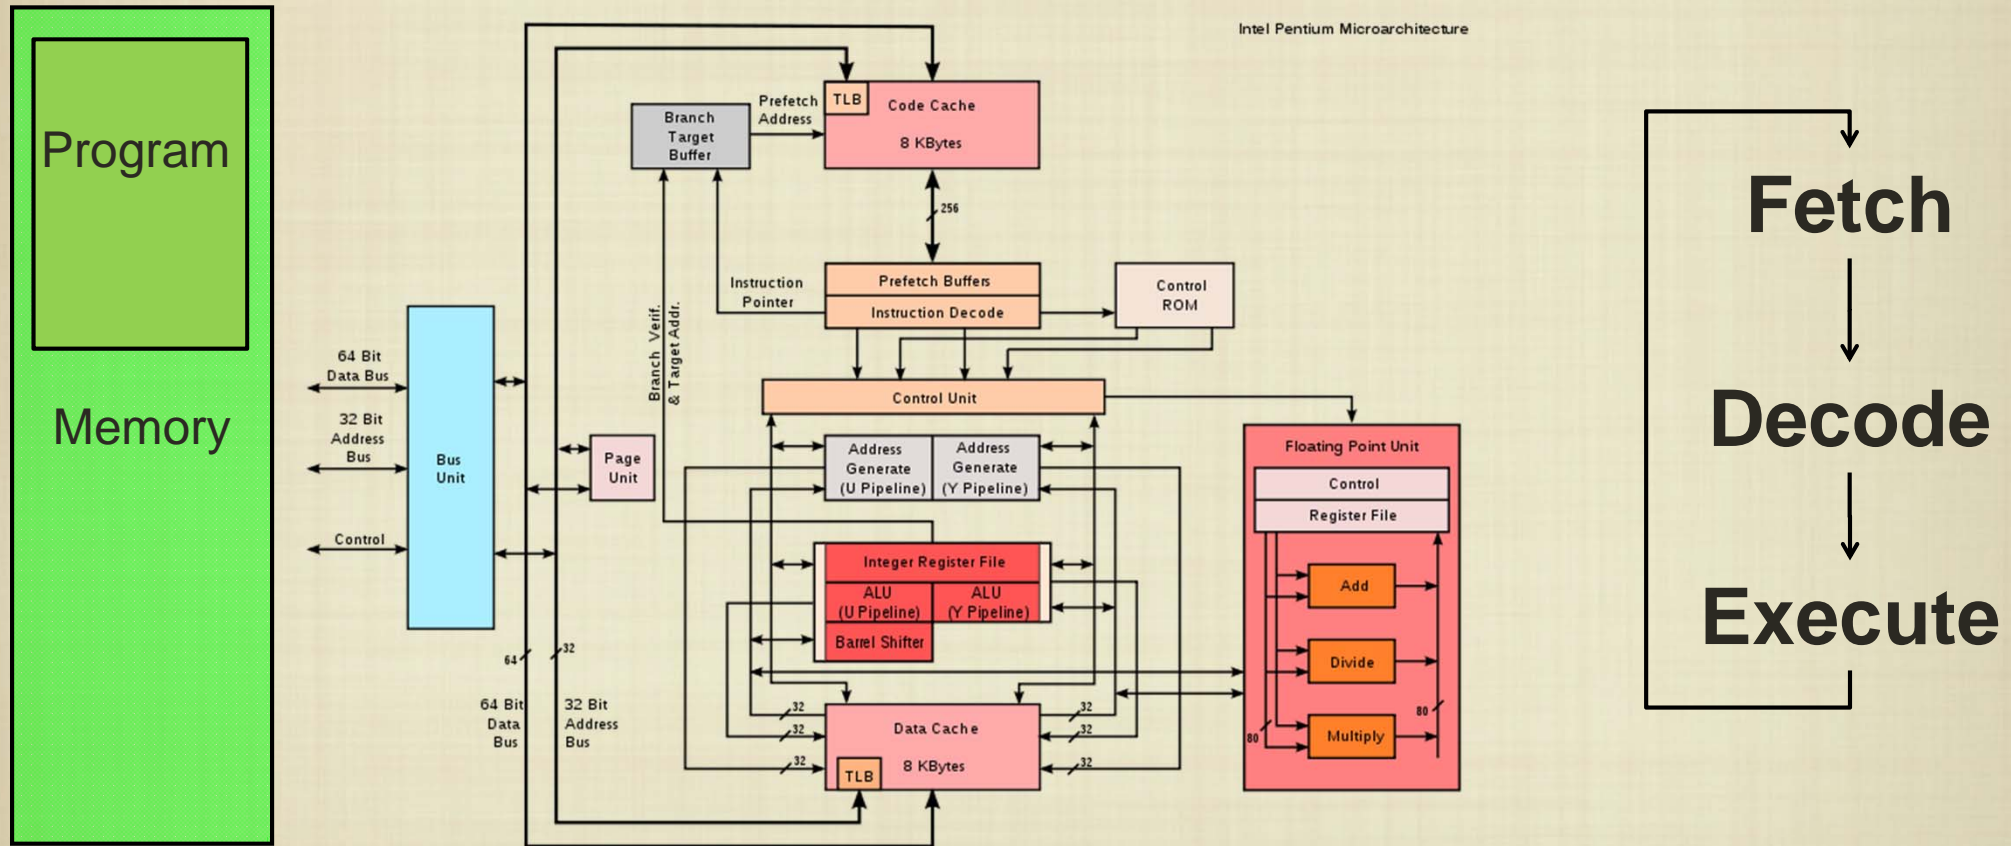 Program
Memory
Intel Pentium Microarchitecture
TLB
Code Cache
8 KBytes
Branch
Target
Buffer
Prefetch
Address
256
Prefetch Buffers
Instruction Decode
Instruction
Pointer
Control
ROM
Branch Verif.
& Target Addr.
64 Bit
Data Bus
32 Bit
Address
Bus
Control
Bus
Unit
Page
Unit
Control Unit
Address
Generate
(U Pipeline)
Address
Generate
(Y Pipeline)
Integer Register File
ALU
(U Pipeline)
ALU
(Y Pipeline)
Barrel Shifter
64
32
64 Bit
Data
Bus
32 Bit
Address
Bus
32
32
32
Data Cache
8 KBytes
TLB
32
32
32
Floating Point Unit
Control
Register File
Add
Divide
Multiply
80
80
Fetch
Decode
Execute